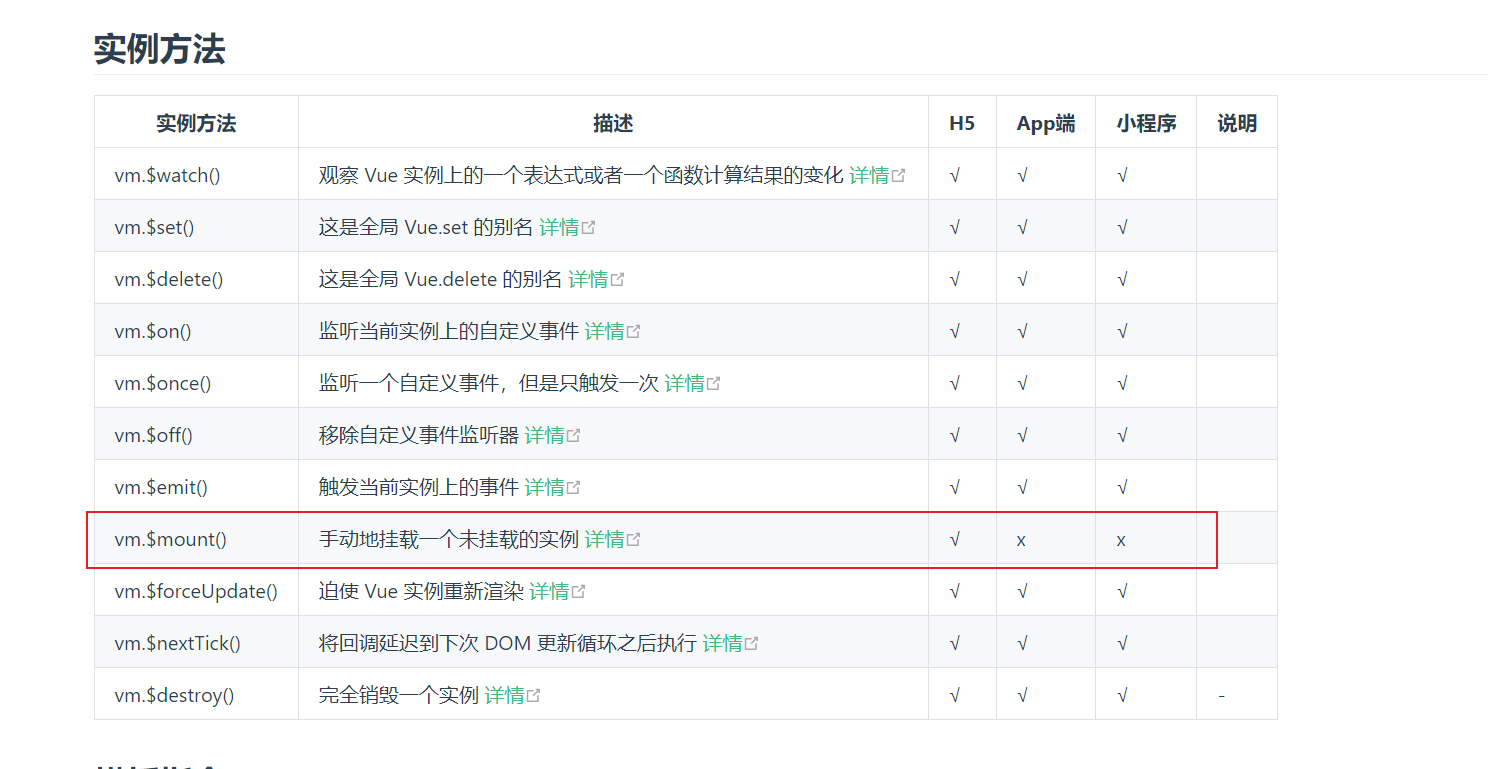 实例方法
实例方法 描述 H5 App端 小程序 说明
vm.$watch() 观察 Vue 实例上的一个表达式或者一个函数计算结果的变化 详情 √ √ √
vm.$set() 这是全局 Vue.set 的别名 详情 √ √ √
vm.$delete() 这是全局 Vue.delete 的别名 详情 √ √ √
vm.$on() 监听当前实例上的自定义事件 详情 √ √ √
vm.$once() 监听一个自定义事件，但是只触发一次 详情 √ √ √
vm.$off() 移除自定义事件监听器 详情 √ √ √
vm.$emit() 触发当前实例上的事件 详情 √ √ √
vm.$mount() 手动地挂载一个未挂载的实例 详情 √ x x
vm.$forceUpdate() 迫使 Vue 实例重新渲染 详情 √ √ √
vm.$nextTick() 将回调延迟到下次 DOM 更新循环之后执行 详情 √ √ √
vm.$destroy() 完全销毁一个实例 详情 √ √ √ -